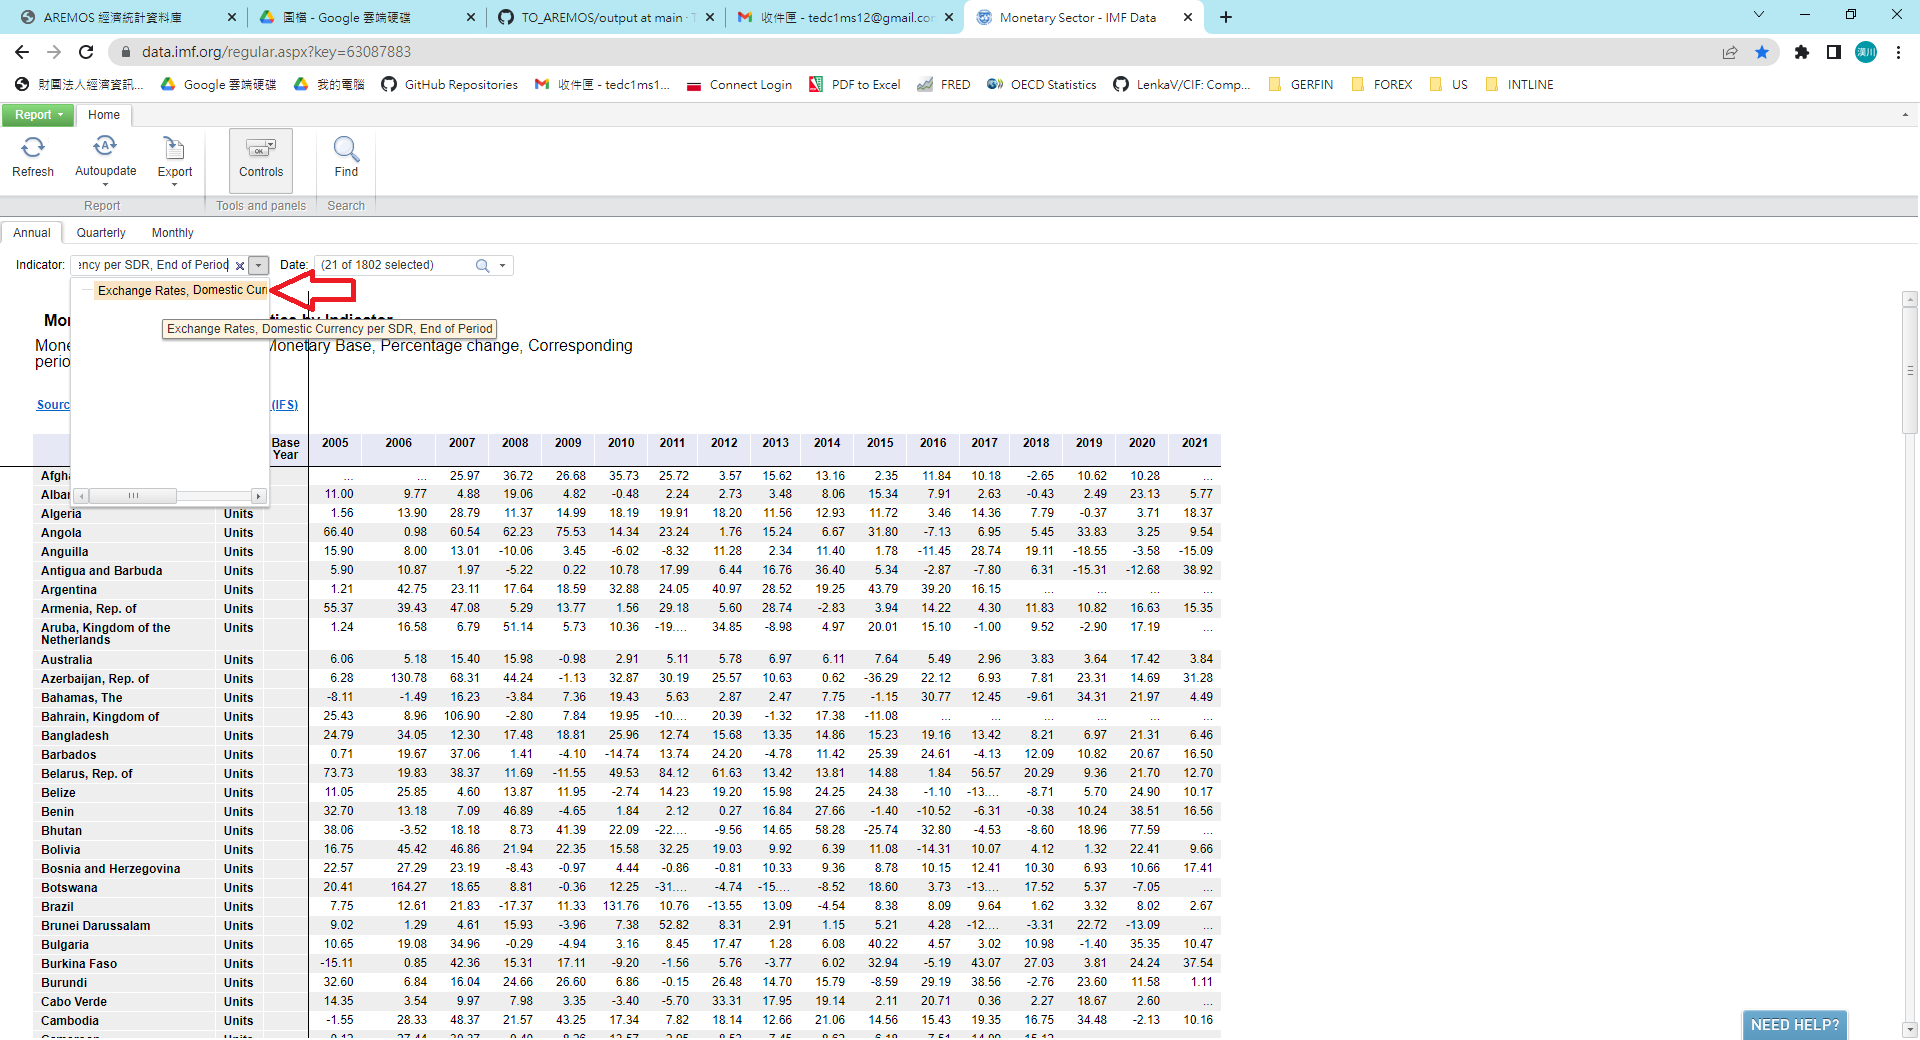 AREMOS 經濟統計資料庫
圖檔 - Google 雲端硬碟
TO_AREMOS/output at main ·
收件匣 - tedc1ms12@gmail.co
Monetary Sector - IMF Data
data.imf.org/regular.aspx?key=63087883
漢川
財團法人經濟資訊...
Google 雲端硬碟
我的電腦
GitHub Repositories
收件匣 - tedc1ms1...
Connect Login
PDF to Excel
FRED
OECD Statistics
LenkaV/CIF: Comp...
GERFIN
FOREX
US
INTLINE
Report
Home
Refresh
Autoupdate
Export
OK
Controls
Find
Report
Tools and panels
Search
Annual
Quarterly
Monthly
Indicator: ency per SDR, End of Period
Date: (21 of 1802 selected)
Exchange Rates, Domestic Cur
Exchange Rates, Domestic Currency per SDR, End of Period
Mone Monetary Base, Percentage change, Corresponding
perio
Sourc (IFS)
Base Year 2005 2006 2007 2008 2009 2010 2011 2012 2013 2014 2015 2016 2017 2018 2019 2020 2021
Afgha ... ... 25.97 36.72 26.68 35.73 25.72 3.57 15.62 13.16 2.35 11.84 10.18 -2.65 10.62 10.28 ...
Alba 11.00 9.77 4.88 19.06 4.82 -0.48 2.24 2.73 3.48 8.06 15.34 7.91 2.63 -0.43 2.49 23.13 5.77
Algeria Units 1.56 13.90 28.79 11.37 14.99 18.19 19.91 18.20 11.56 12.93 11.72 3.46 14.36 7.79 -0.37 3.71 18.37
Angola Units 66.40 0.98 60.54 62.23 75.53 14.34 23.24 1.76 15.24 6.67 31.80 -7.13 6.95 5.45 33.83 3.25 9.54
Anguilla Units 15.90 8.00 13.01 -10.06 3.45 -6.02 -8.32 11.28 2.34 11.40 1.78 -11.45 28.74 19.11 -18.55 -3.58 -15.09
Antigua and Barbuda Units 5.90 10.87 1.97 -5.22 0.22 10.78 17.99 6.44 16.76 36.40 5.34 -2.87 -7.80 6.31 -15.31 -12.68 38.92
Argentina Units 1.21 42.75 23.11 17.64 18.59 32.88 24.05 40.97 28.52 19.25 43.79 39.20 16.15 ... ... ... ...
Armenia, Rep. of Units 55.37 39.43 47.08 5.29 13.77 1.56 29.18 5.60 28.74 -2.83 3.94 14.22 4.30 11.83 10.82 16.63 15.35
Aruba, Kingdom of the Units 1.24 16.58 6.79 51.14 5.73 10.36 -19.... 34.85 -8.98 4.97 20.01 15.10 -1.00 9.52 -2.90 17.19 ...
Netherlands
Australia Units 6.06 5.18 15.40 15.98 -0.98 2.91 5.11 5.78 6.97 6.11 7.64 5.49 2.96 3.83 3.64 17.42 3.84
Azerbaijan, Rep. of Units 6.28 130.78 68.31 44.24 -1.13 32.87 30.19 25.57 10.63 0.62 -36.29 22.12 6.93 7.81 23.31 14.69 31.28
Bahamas, The Units -8.11 -1.49 16.23 -3.84 7.36 19.43 5.63 2.87 2.47 7.75 -1.15 30.77 12.45 -9.61 34.31 21.97 4.49
Bahrain, Kingdom of Units 25.43 8.96 106.90 -2.80 7.84 19.95 -10.... 20.39 -1.32 17.38 -11.08 ... ... ... ... ... ...
Bangladesh Units 24.79 34.05 12.30 17.48 18.81 25.96 12.74 15.68 13.35 14.86 15.23 19.16 13.42 8.21 6.97 21.31 6.46
Barbados Units 0.71 19.67 37.06 1.41 -4.10 -14.74 13.74 24.20 -4.78 11.42 25.39 24.61 -4.13 12.09 10.82 20.67 16.50
Belarus, Rep. of Units 73.73 19.83 38.37 11.69 -11.55 49.53 84.12 61.63 13.42 13.81 14.88 1.84 56.57 20.29 9.36 21.70 12.70
Belize Units 11.05 25.85 4.60 13.87 11.95 -2.74 14.23 19.20 15.98 24.25 24.38 -1.10 -13.... -8.71 5.70 24.90 10.17
Benin Units 32.70 13.18 7.09 46.89 -4.65 1.84 2.12 0.27 16.84 27.66 -1.40 -10.52 -6.31 -0.38 10.24 38.51 16.56
Bhutan Units 38.06 -3.52 18.18 8.73 41.39 22.09 -22.... -9.56 14.65 58.28 -25.74 32.80 -4.53 -8.60 18.96 77.59 ...
Bolivia Units 16.75 45.42 46.86 21.94 22.35 15.58 32.25 19.03 9.92 6.39 11.08 -14.31 10.07 4.12 1.32 22.41 9.66
Bosnia and Herzegovina Units 22.57 27.29 23.19 -8.43 -0.97 4.44 -0.86 -0.81 10.33 9.36 8.78 10.15 12.41 10.30 6.93 10.66 17.41
Botswana Units 20.41 164.27 18.65 8.81 -0.36 12.25 -31.... -4.74 -15.... -8.52 18.60 3.73 -13.... 17.52 5.37 -7.05 ...
Brazil Units 7.75 12.61 21.83 -17.37 11.33 131.76 10.76 -13.55 13.09 -4.54 8.38 8.09 9.64 1.62 3.32 8.02 2.67
Brunei Darussalam Units 9.02 1.29 4.61 15.93 -3.96 7.38 52.82 8.31 2.91 1.15 5.21 4.28 -12.... -3.31 22.72 -13.09 ...
Bulgaria Units 10.65 19.08 34.96 -0.29 -4.94 3.16 8.45 17.47 1.28 6.08 40.22 4.57 3.02 10.98 -1.40 35.35 10.47
Burkina Faso Units -15.11 0.85 42.36 15.31 17.11 -9.20 -1.56 5.76 -3.77 6.02 32.94 -5.19 43.07 27.03 3.81 24.24 37.54
Burundi Units 32.60 6.84 16.04 24.66 26.60 6.86 -0.15 26.48 14.70 15.79 -8.59 29.19 38.56 -2.76 23.60 11.58 1.11
Cabo Verde Units 14.35 3.54 9.97 7.98 3.35 -3.40 -5.70 33.31 17.95 19.14 2.11 20.71 0.36 2.27 18.67 2.60 ...
Cambodia Units -1.55 28.33 48.37 21.57 43.25 17.34 7.82 18.14 12.66 21.06 14.56 15.43 19.35 16.75 34.48 -2.13 10.16
NEED HELP?